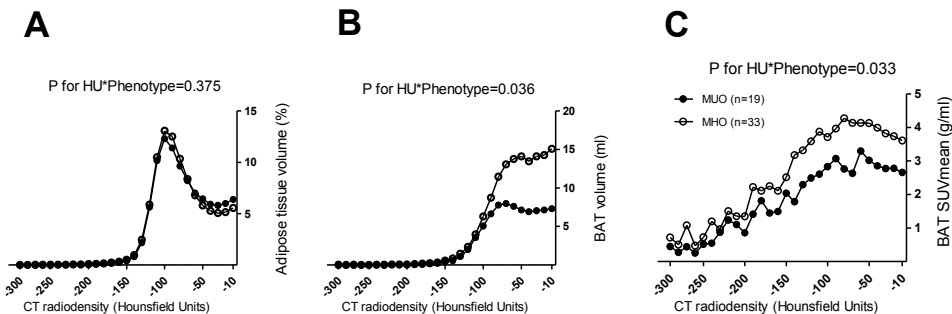 A
P for HU*Phenotype=0.375
15
10
5
Adipose tissue volume (%)
-300
-250
-200
-150
-100
-50
-10
CT radiodensity (Hounsfield Units)
B
P for HU*Phenotype=0.036
20
15
10
5
BAT volume (ml)
-300
-250
-200
-150
-100
-50
-10
CT radiodensity (Hounsfield Units)
C
P for HU*Phenotype=0.033
MUO (n=19)
MHO (n=33)
5
4
3
2
1
BAT SUVmean (g/ml)
-300
-250
-200
-150
-100
-50
-10
CT radiodensity (Hounsfield Units)